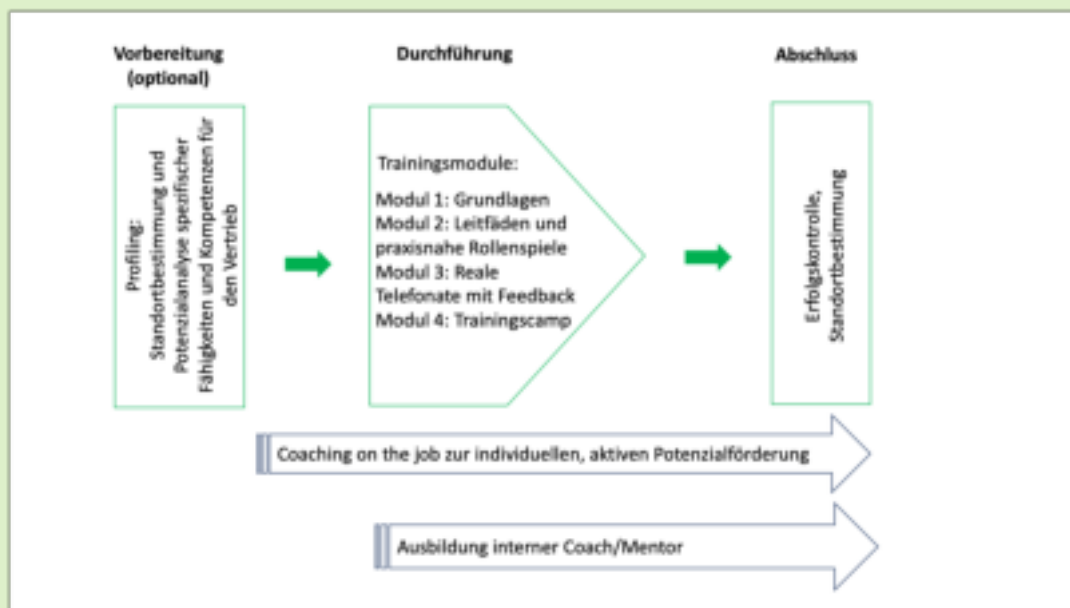 Vorbereitung
(optional)
Profiling:
Standortbestimmung und
Potenzialanalyse spezifischer
Fähigkeiten und Kompetenzen für
den Vertrieb
Durchführung
Trainingsmodule:
Modul 1: Grundlagen
Modul 2: Leitfäden und
praxisnahe Rollenspiele
Modul 3: Reale
Telefonate mit Feedback
Modul 4: Trainingscamp
Abschluss
Erfolgskontrolle,
Standortbestimmung
Coaching on the job zur individuellen, aktiven Potenzialförderung
Ausbildung interner Coach/Mentor